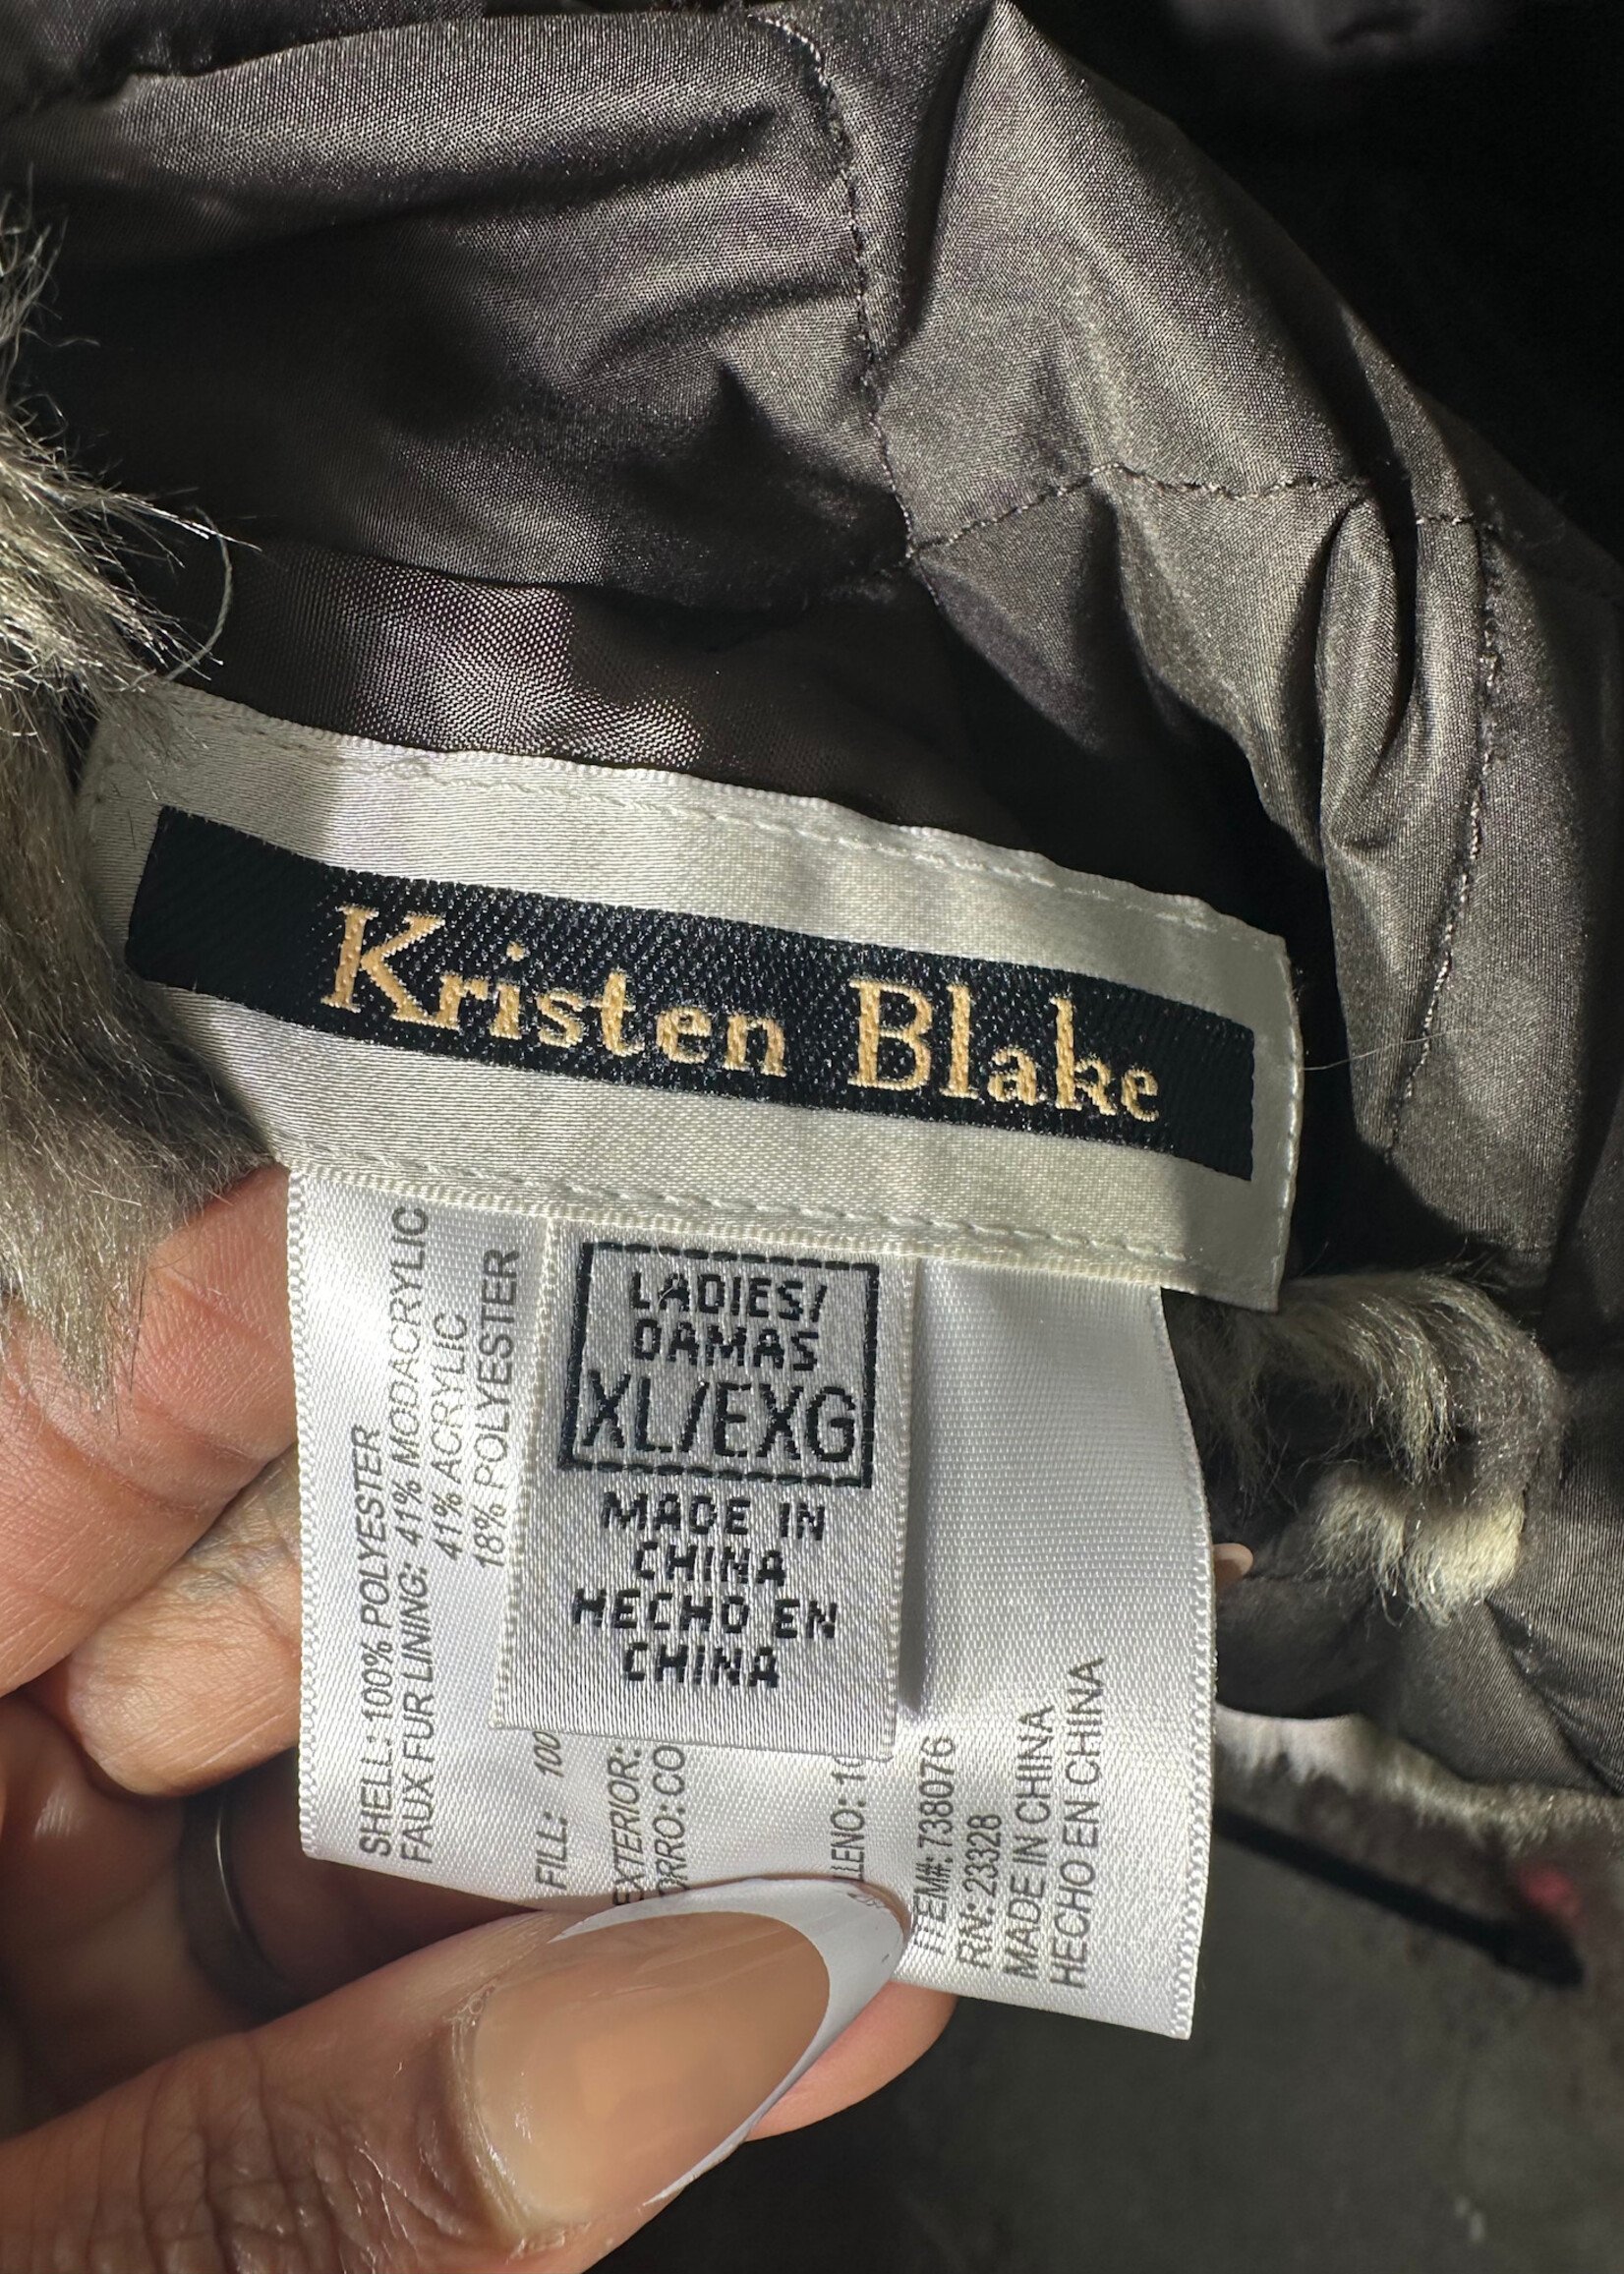 Kristen Blake
LADIES/
DAMAS
XL/EXG
MADE IN
CHINA
HECHO EN
CHINA
SHELL: 100% POLYESTER
FAUX FUR LINING: 41% MODACRYLIC
41% ACRYLIC
18% POLYESTER
FILL: 100
EXTERIOR:
ITEM#: 738076
RN: 23328
MADE IN CHINA
HECHO EN CHINA